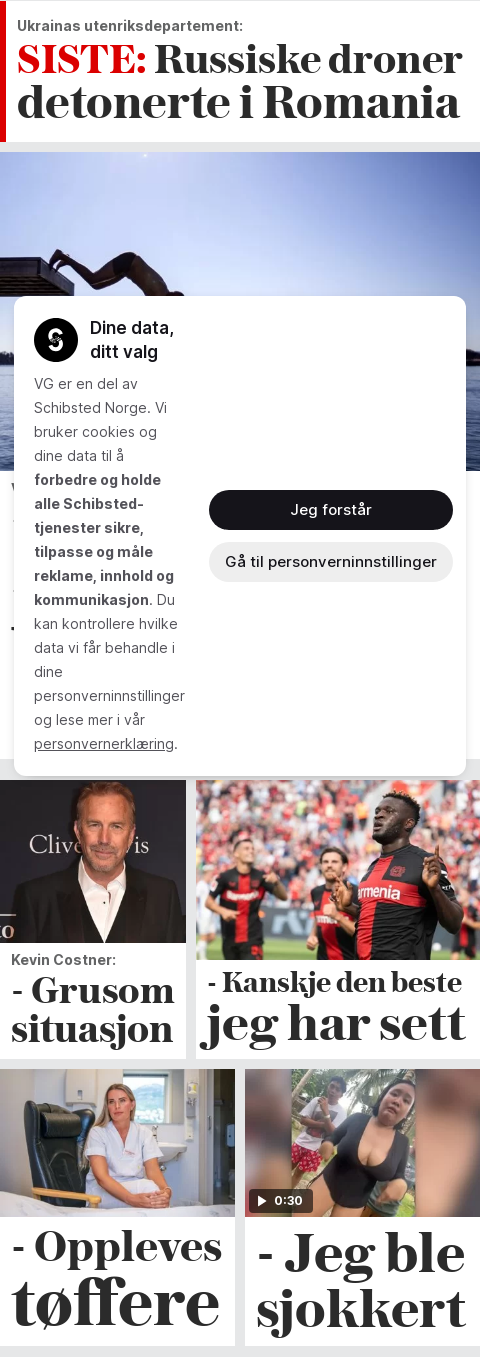 Ukrainas utenriksdepartement:
SISTE: Russiske droner
detonerte i Romania
Dine data,
ditt valg
VG er en del av
Schibsted Norge. Vi
bruker cookies og
dine data til å
forbedre og holde
alle Schibsted-
tjenester sikre,
tilpasse og måle
reklame, innhold og
kommunikasjon. Du
kan kontrollere hvilke
data vi får behandle i
dine
personverninnstillinger
og lese mer i vår
personvernerklæring.
Jeg forstår
Gå til personverninnstillinger
Kevin Costner:
- Grusom
situasjon
- Kanskje den beste
jeg har sett
0:30
- Oppleves
tøffere
- Jeg ble
sjokkert